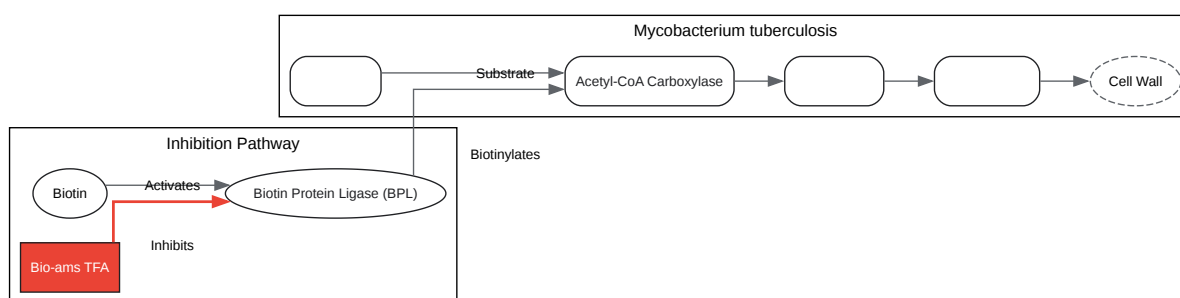 Mycobacterium tuberculosis
Substrate
Acetyl-CoA Carboxylase
Cell Wall
Inhibition Pathway
Biotinylates
Biotin
Activates
Biotin Protein Ligase (BPL)
Inhibits
Bio-ams TFA